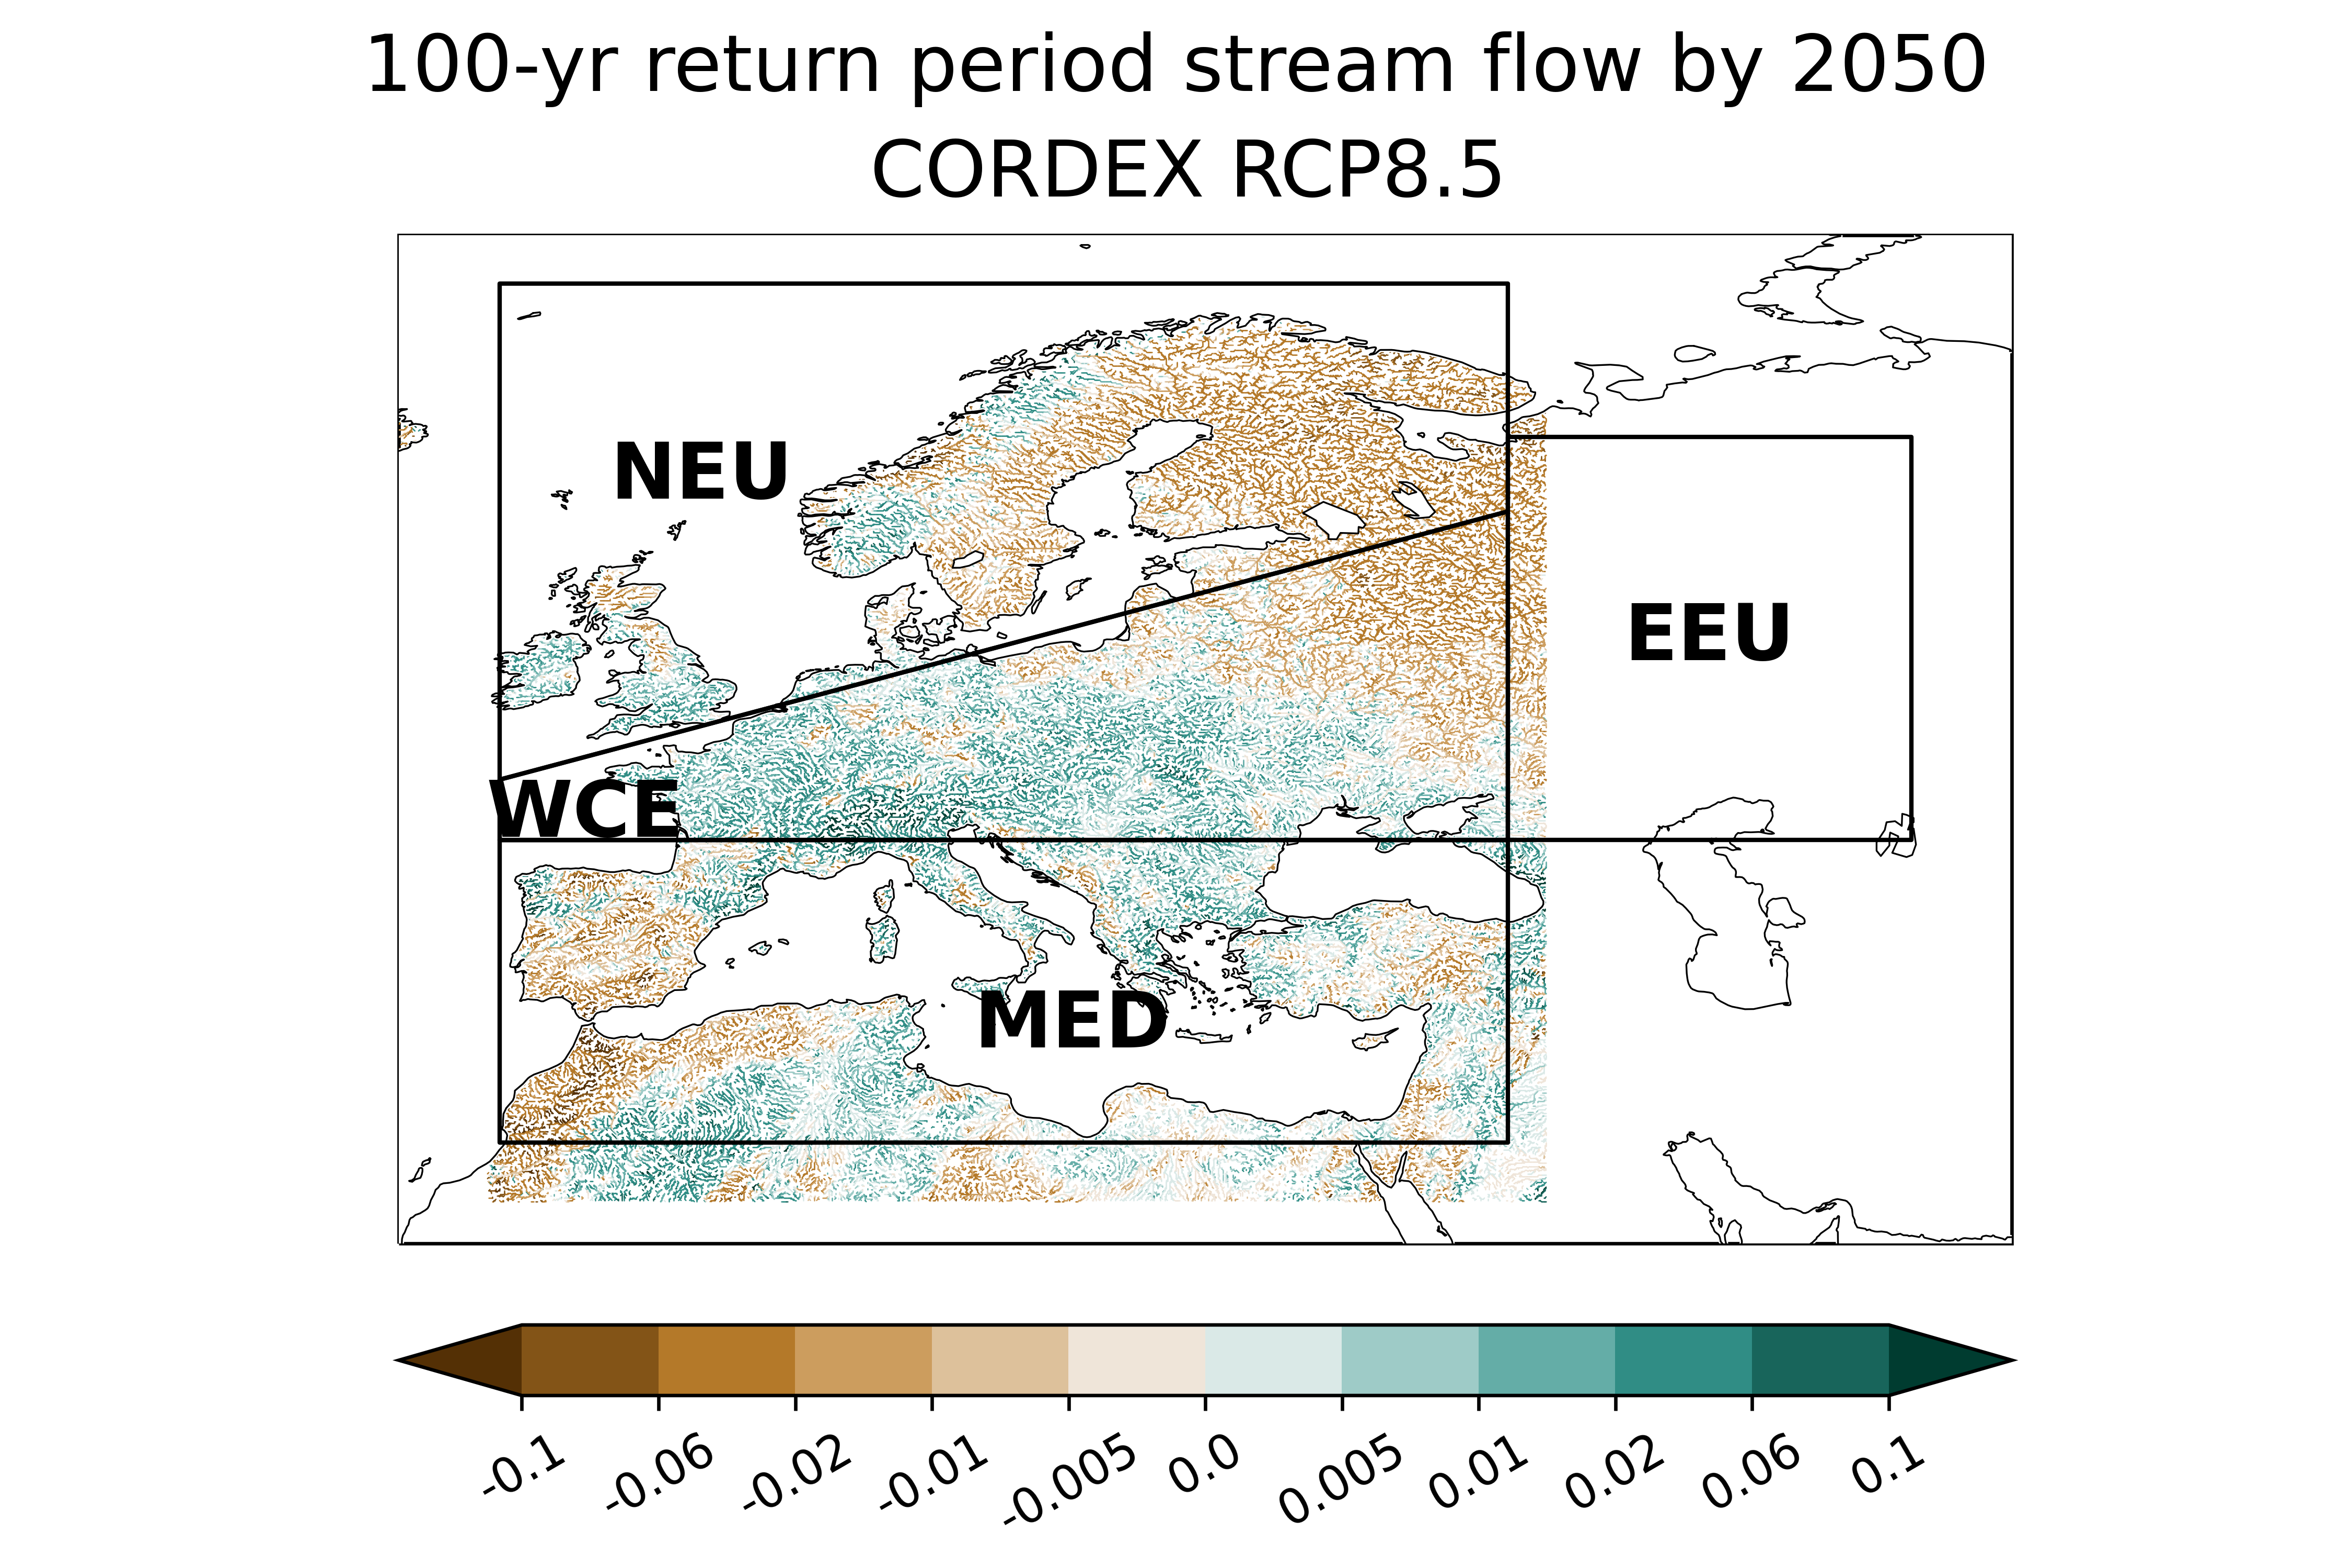 100-yr return period stream flow by 2050
CORDEX RCP8.5
NEU
EEU
WCE
MED
-0.1 -0.06 -0.02 -0.01 -0.005 0.0 0.005 0.01 0.02 0.06 0.1